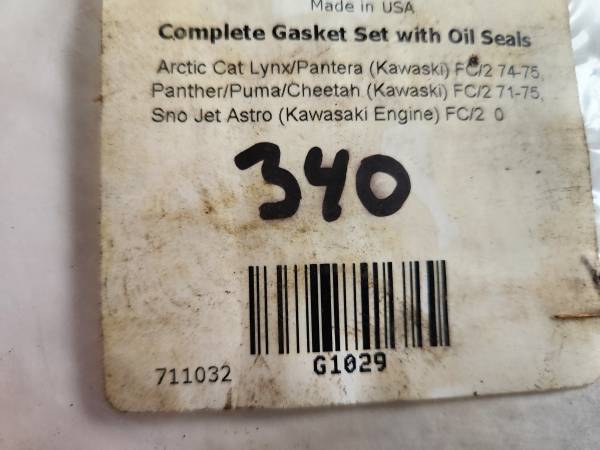 Made in USA
Complete Gasket Set with Oil Seals
Arctic Cat Lynx/Pantera (Kawaski) FC/2 74-75,
Panther/Puma/Cheetah (Kawaski) FC/2 71-75,
Sno Jet Astro (Kawasaki Engine) FC/2 0
340
G1029
711032